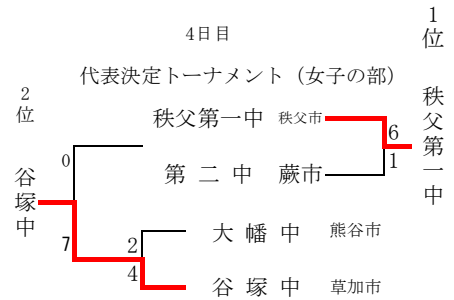 4日目
1位
代表決定トーナメント（女子の部）
2位
秩父第一中 秩父市
6
秩父第一中
0
第 二 中 蕨市
1
谷塚中
7
2
大 幡 中 熊谷市
4
谷 塚 中 草加市